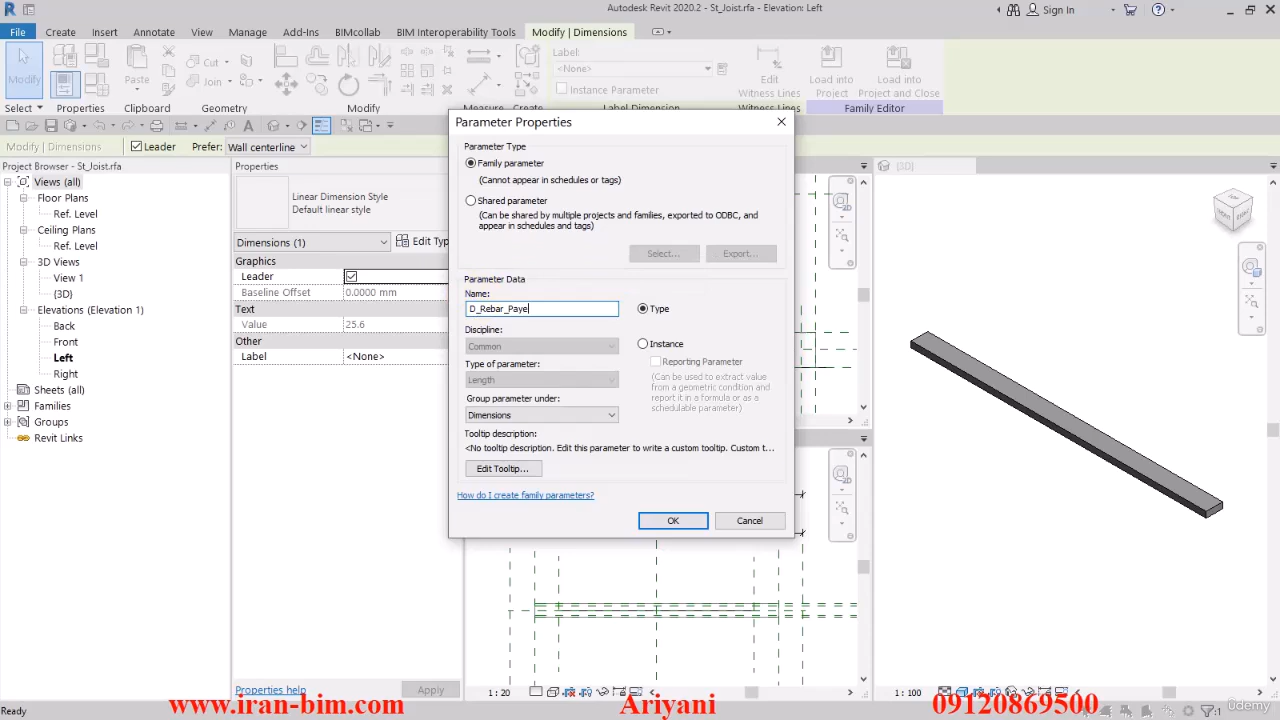 Autodesk Revit 2020.2 - St_Joist.rfa - Elevation: Left
Sign In
File Create Insert Annotate View Manage Add-Ins BIMcollab BIM Interoperability Tools Modify | Dimensions
Modify
Paste
Cut
Join
Label:
<None>
Instance Parameter
Edit
Witness Lines
Load into
Project
Load into
Project and Close
Select Properties Clipboard Geometry Modify Measure Create Label Dimension Witness Lines Family Editor
Modify | Dimensions Leader Prefer: Wall centerline
Project Browser - St_Joist.rfa
Views (all)
Floor Plans
Ref. Level
Ceiling Plans
Ref. Level
3D Views
View 1
{3D}
Elevations (Elevation 1)
Back
Front
Left
Right
Sheets (all)
Families
Groups
Revit Links
Properties
Linear Dimension Style
Default linear style
Dimensions (1)
Edit Typ
Graphics
Leader
Baseline Offset 0.0000 mm
Text
Value 25.6
Other
Label <None>
Properties help
Apply
Parameter Properties
Parameter Type
Family parameter
(Cannot appear in schedules or tags)
Shared parameter
(Can be shared by multiple projects and families, exported to ODBC, and
appear in schedules and tags)
Select...
Export...
Parameter Data
Name:
D_Rebar_Paye
Type
Discipline:
Common
Instance
Reporting Parameter
Type of parameter:
Length
(Can be used to extract value
from a geometric condition and
report it in a formula or as a
schedulable parameter)
Group parameter under:
Dimensions
Tooltip description:
<No tooltip description. Edit this parameter to write a custom tooltip. Custom t...
Edit Tooltip...
How do I create family parameters?
OK
Cancel
{3D}
1 : 20
1 : 100
Ready
www.iran-bim.com
Ariyani
09120869500
:1
Udemy